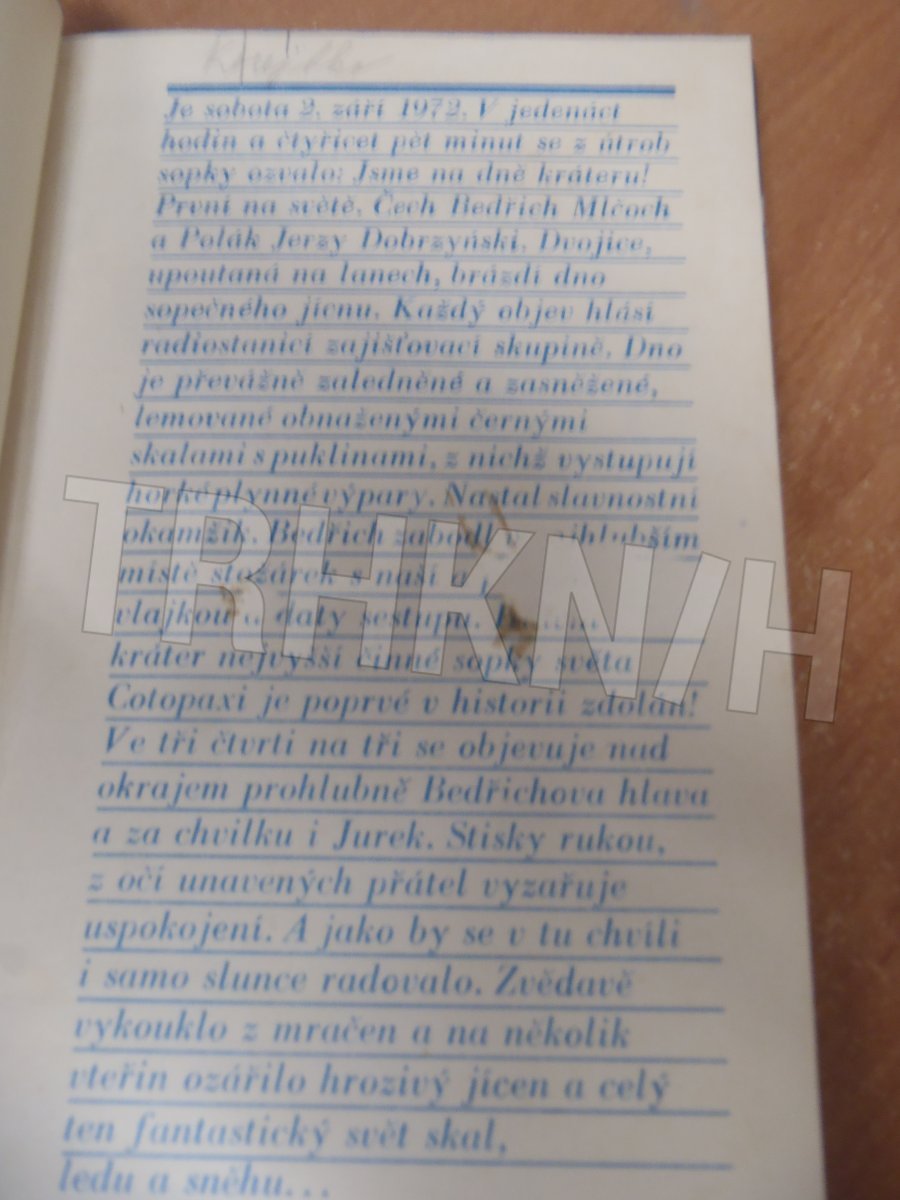 Je sobota 2. září 1972. V jedenáct
hodin a čtyřicet pět minut se z útrob
sopky ozvalo: Jsme na dně kráteru!
První na světě. Čech Bedřich Mlčoch
a Polák Jerzy Dobrzyński. Dvojice,
upoutaná na lanech, brázdí dno
sopečného jícnu. Každý objev hlásí
radiostanicí zajišťovací skupině. Dno
je převážně zaledněné a zasněžené,
lemované obnaženými černými
skalami s puklinami, z nichž vystupují
horké plynné výpary. Nastal slavnostní
okamžik. Bedřich zabodl
místě stožárek s naší a
vlajkou a daty sestupu.
kráter nejvyšší činné sopky světa
Cotopaxi je poprvé v historii zdolán!
Ve tři čtvrti na tři se objevuje nad
okrajem prohlubně Bedřichova hlava
a za chvilku i Jurek. Stisky rukou,
z očí unavených přátel vyzařuje
uspokojení. A jako by se v tu chvíli
i samo slunce radovalo. Zvědavě
vykouklo z mračen a na několik
vteřin ozářilo hrozivý jícen a celý
ten fantastický svět skal,
ledu a sněhu...
TRHKN/H